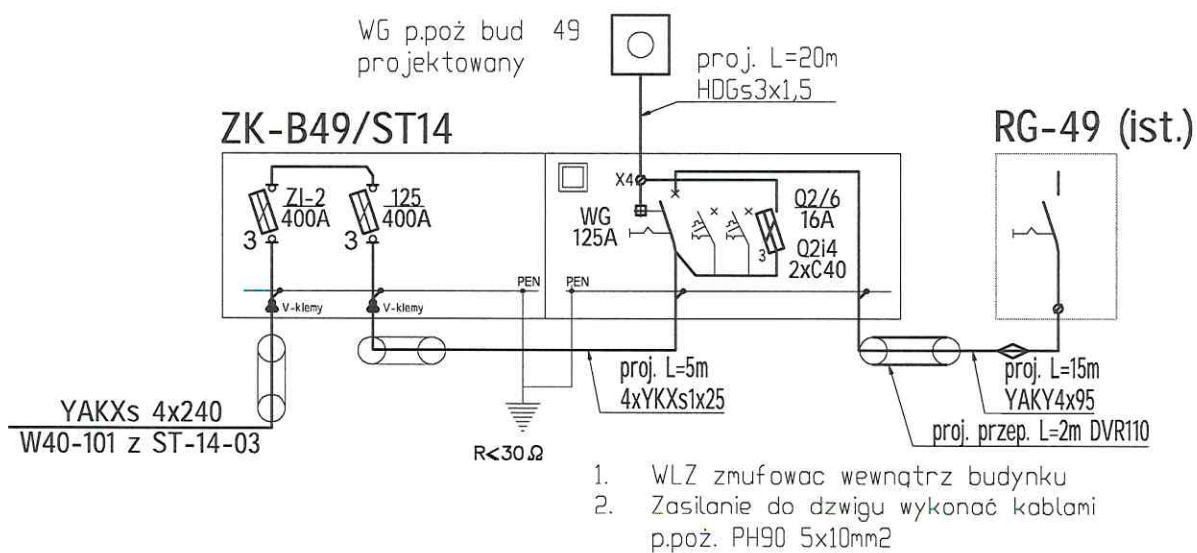 WG p.poż bud 49
projektowany
proj. L=20m
HDGs3x1,5
ZK-B49/ST14
RG-49 (ist.)
ZI-2
400A
3
125
400A
3
X4
WG
125A
Q2/6
16A
3
Q2i4
2xC40
PEN
PEN
V-klemy
V-klemy
proj. L=5m
4xYKXs1x25
proj. L=15m
YAKY4x95
proj. przep. L=2m DVR110
YAKXs 4x240
W40-101 z ST-14-03
R<30Ω
1. WLZ zmufowac wewnątrz budynku
2. Zasilanie do dzwigu wykonać kablami
p.poż. PH90 5x10mm2